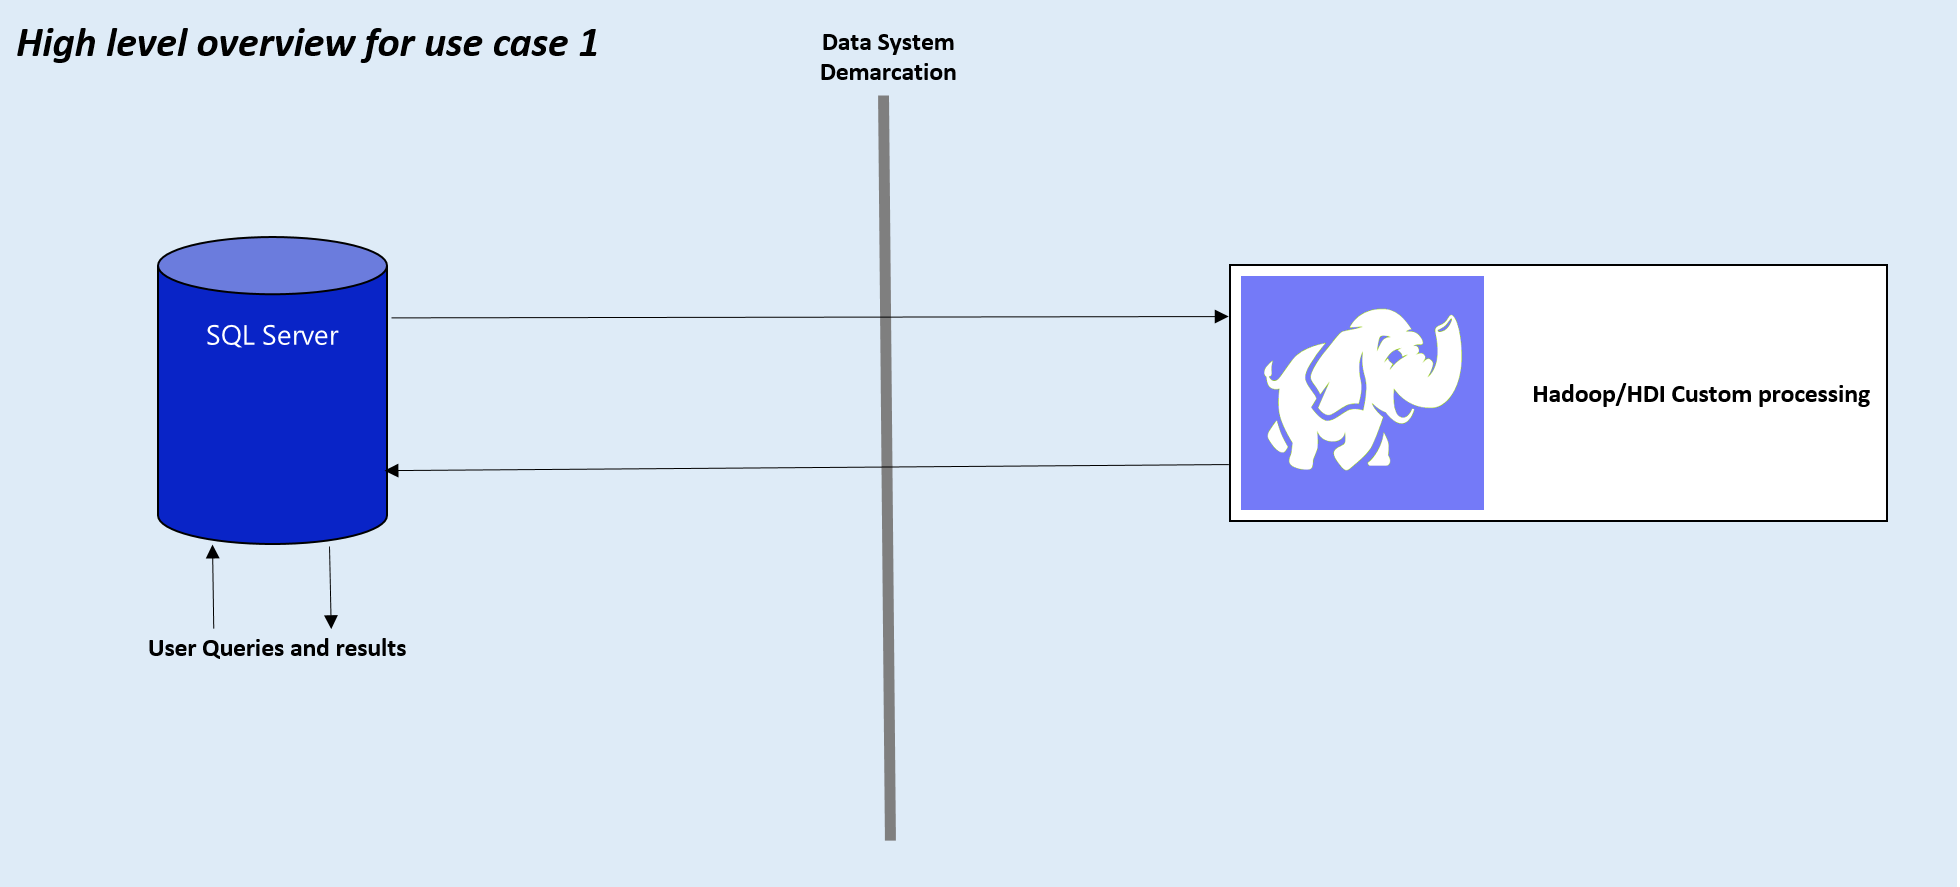 High level overview for use case 1
Data System
Demarcation
SQL Server
Hadoop/HDI Custom processing
User Queries and results